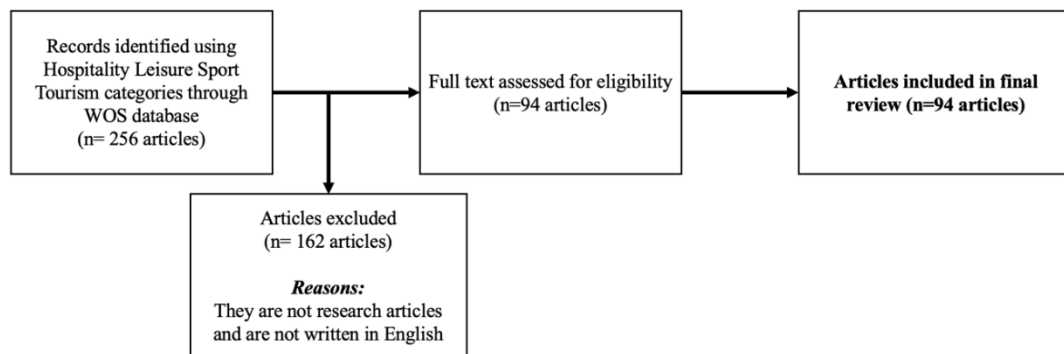 Records identified using
Hospitality Leisure Sport
Tourism categories through
WOS database
(n= 256 articles)
Full text assessed for eligibility
(n=94 articles)
Articles included in final
review (n=94 articles)
Articles excluded
(n= 162 articles)
Reasons:
They are not research articles
and are not written in English